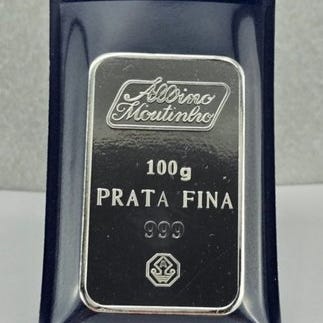 Albino
Moutinho
100g
PRATA FINA
999